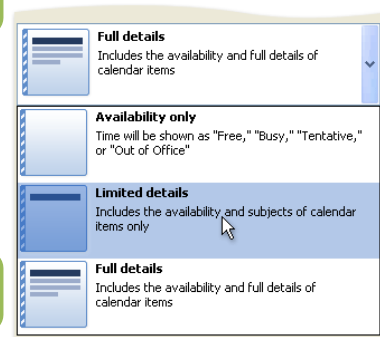 Full details
Includes the availability and full details of
calendar items
Availability only
Time will be shown as "Free," "Busy," "Tentative,"
or "Out of Office"
Limited details
Includes the availability and subjects of calendar
items only
Full details
Includes the availability and full details of
calendar items